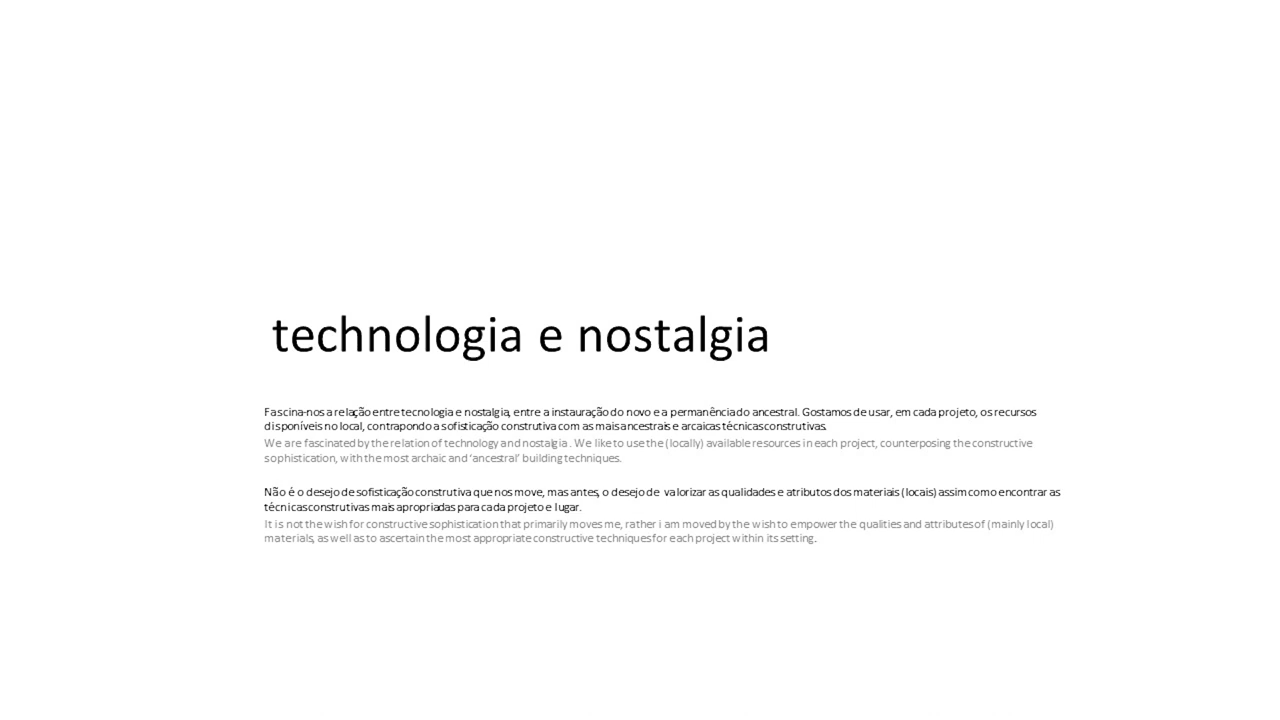 technologia e nostalgia
Fascina-nos a relação entre tecnologia e nostalgia, entre a instauração do novo e a permanência do ancestral. Gostamos de usar, em cada projeto, os recursos
disponíveis no local, contrapondo a sofisticação construtiva com as mais ancestrais e arcaicas técnicas construtivas.
We are fascinated by the relation of technology and nostalgia . We like to use the (locally) available resources in each project, counterposing the constructive
sophistication, with the most archaic and ‘ancestral’ building techniques.
Não é o desejo de sofisticação construtiva que nos move, mas antes, o desejo de valorizar as qualidades e atributos dos materiais (locais) assim como encontrar as
técnicas construtivas mais apropriadas para cada projeto e lugar.
It is not the wish for constructive sophistication that primarily moves me, rather i am moved by the wish to empower the qualities and attributes of (mainly local)
materials, as well as to ascertain the most appropriate constructive techniques for each project within its setting.